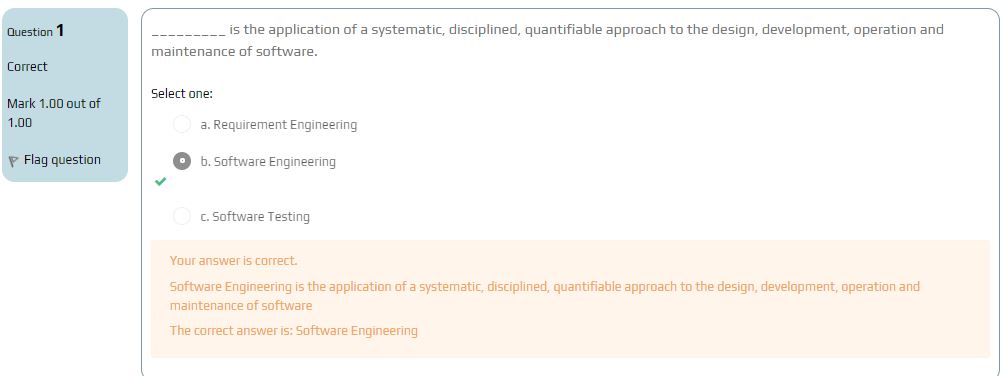 Question 1
Correct
Mark 1.00 out of
1.00
Flag question
_________ is the application of a systematic, disciplined, quantifiable approach to the design, development, operation and
maintenance of software.
Select one:
a. Requirement Engineering
b. Software Engineering
c. Software Testing
Your answer is correct.
Software Engineering is the application of a systematic, disciplined, quantifiable approach to the design, development, operation and
maintenance of software
The correct answer is: Software Engineering